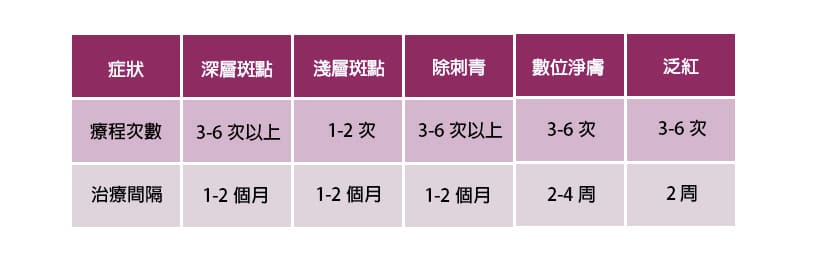 症狀 深層斑點 淺層斑點 除刺青 數位淨膚 泛紅
療程次數 3-6 次以上 1-2 次 3-6 次以上 3-6 次 3-6 次
治療間隔 1-2 個月 1-2 個月 1-2 個月 2-4 周 2 周